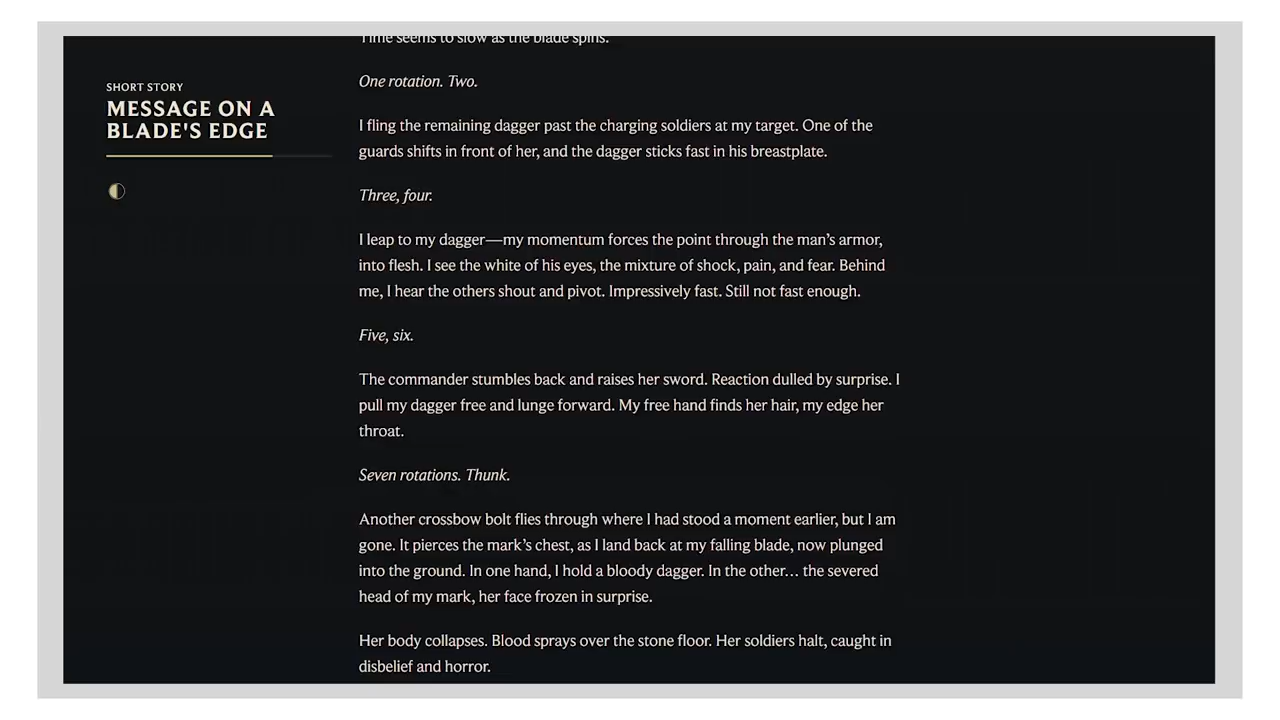 Time seems to slow as the blade spins.
SHORT STORY
MESSAGE ON A
BLADE'S EDGE
One rotation. Two.
I fling the remaining dagger past the charging soldiers at my target. One of the
guards shifts in front of her, and the dagger sticks fast in his breastplate.
Three, four.
I leap to my dagger—my momentum forces the point through the man’s armor,
into flesh. I see the white of his eyes, the mixture of shock, pain, and fear. Behind
me, I hear the others shout and pivot. Impressively fast. Still not fast enough.
Five, six.
The commander stumbles back and raises her sword. Reaction dulled by surprise. I
pull my dagger free and lunge forward. My free hand finds her hair, my edge her
throat.
Seven rotations. Thunk.
Another crossbow bolt flies through where I had stood a moment earlier, but I am
gone. It pierces the mark’s chest, as I land back at my falling blade, now plunged
into the ground. In one hand, I hold a bloody dagger. In the other… the severed
head of my mark, her face frozen in surprise.
Her body collapses. Blood sprays over the stone floor. Her soldiers halt, caught in
disbelief and horror.